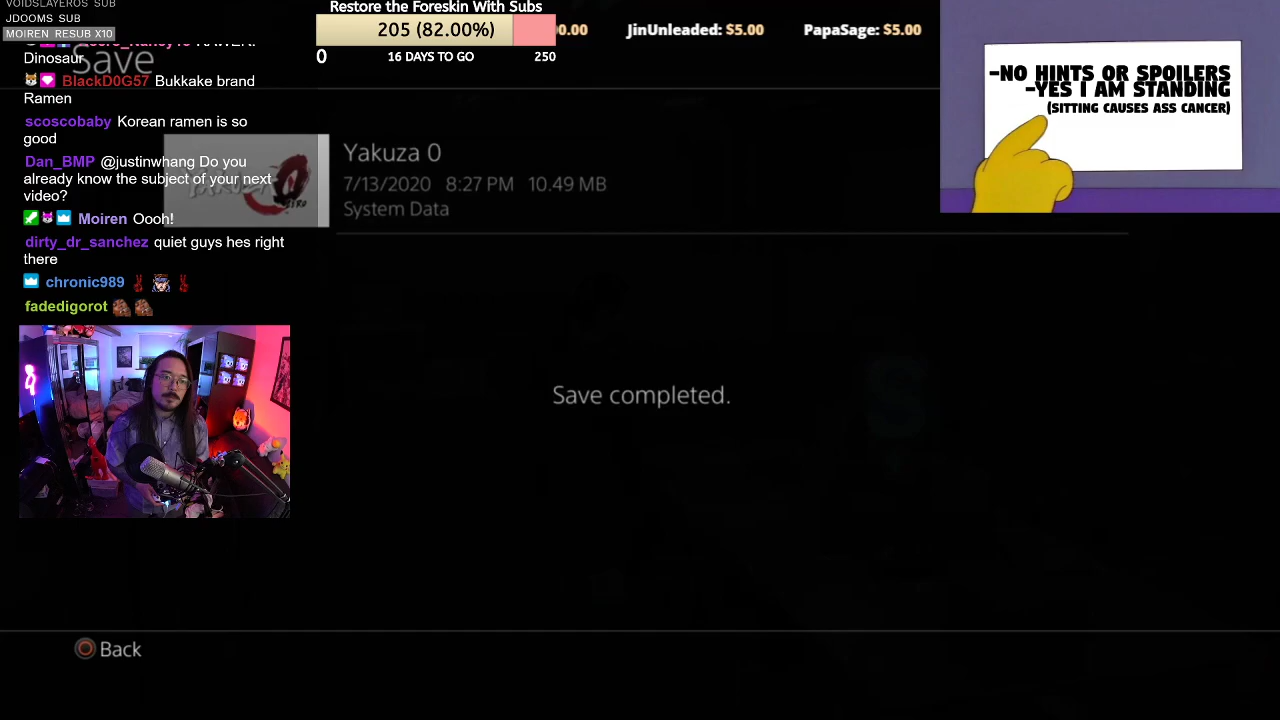 VOIDSLAYEROS SUB
JDOOMS SUB
MOIREN RESUB X10
Dinosaur
BlackD0G57 Bukkake brand
Ramen
scoscobaby Korean ramen is so
good
Dan_BMP @justinwhang Do you
already know the subject of your next
video?
Moiren Oooh!
dirty_dr_sanchez quiet guys hes right
there
chronic989
fadedigorot
Save
Restore the Foreskin With Subs
205 (82.00%)
0 16 DAYS TO GO 250
JinUnleaded: $5.00 PapaSage: $5.00
-NO HINTS OR SPOILERS
-YES I AM STANDING
(SITTING CAUSES ASS CANCER)
Yakuza 0
7/13/2020 8:27 PM 10.49 MB
System Data
Save completed.
Back